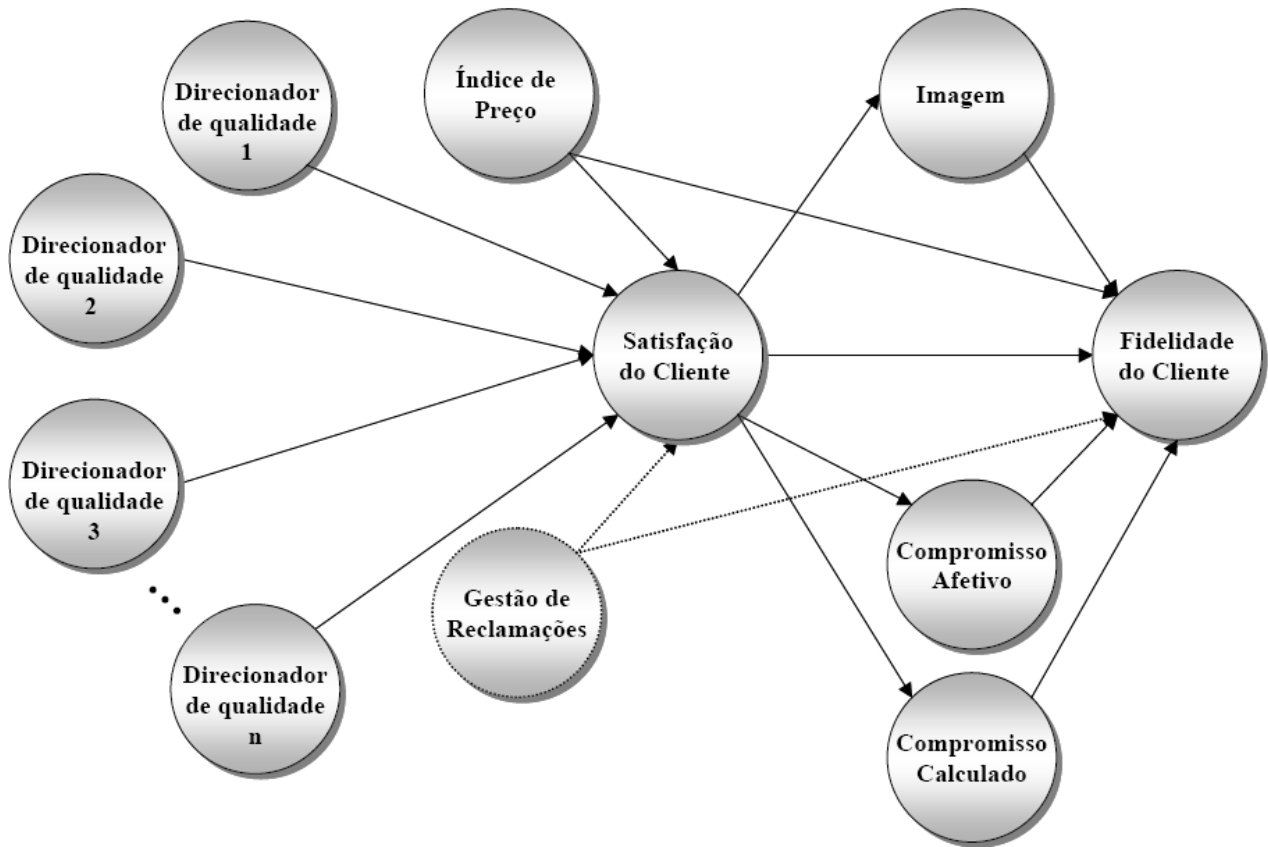 Direcionador
de qualidade
1
Índice de
Preço
Imagem
Direcionador
de qualidade
2
Satisfação
do Cliente
Fidelidade
do Cliente
Direcionador
de qualidade
3
Gestão de
Reclamações
Compromisso
Afetivo
Direcionador
de qualidade
n
Compromisso
Calculado